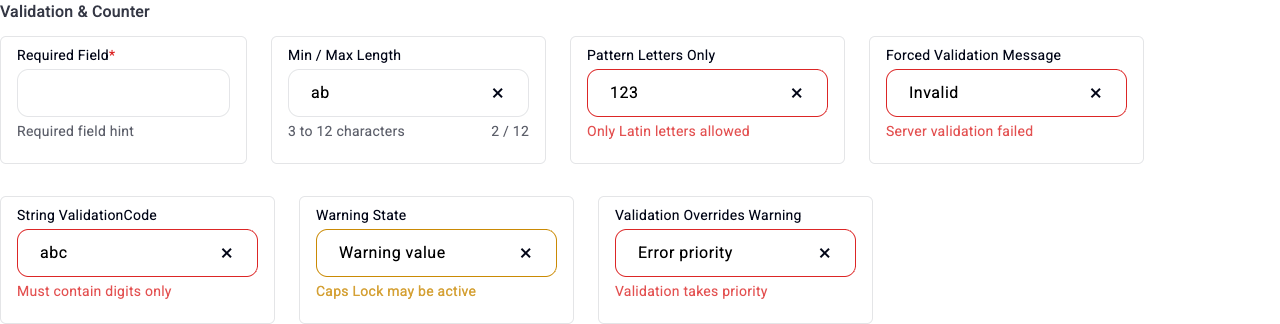 Validation & Counter
Required Field*
Required field hint
Min / Max Length
ab
3 to 12 characters 2 / 12
Pattern Letters Only
123
Only Latin letters allowed
Forced Validation Message
Invalid
Server validation failed
String ValidationCode
abc
Must contain digits only
Warning State
Warning value
Caps Lock may be active
Validation Overrides Warning
Error priority
Validation takes priority